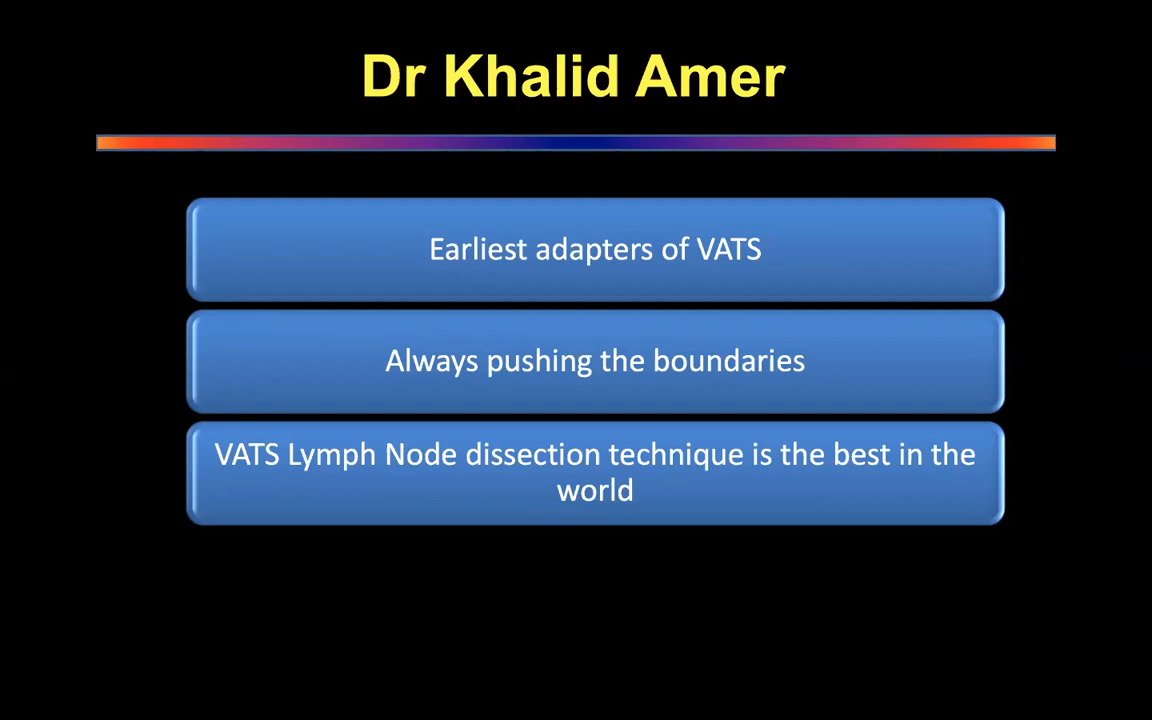 Dr Khalid Amer
Earliest adapters of VATS
Always pushing the boundaries
VATS Lymph Node dissection technique is the best in the
world